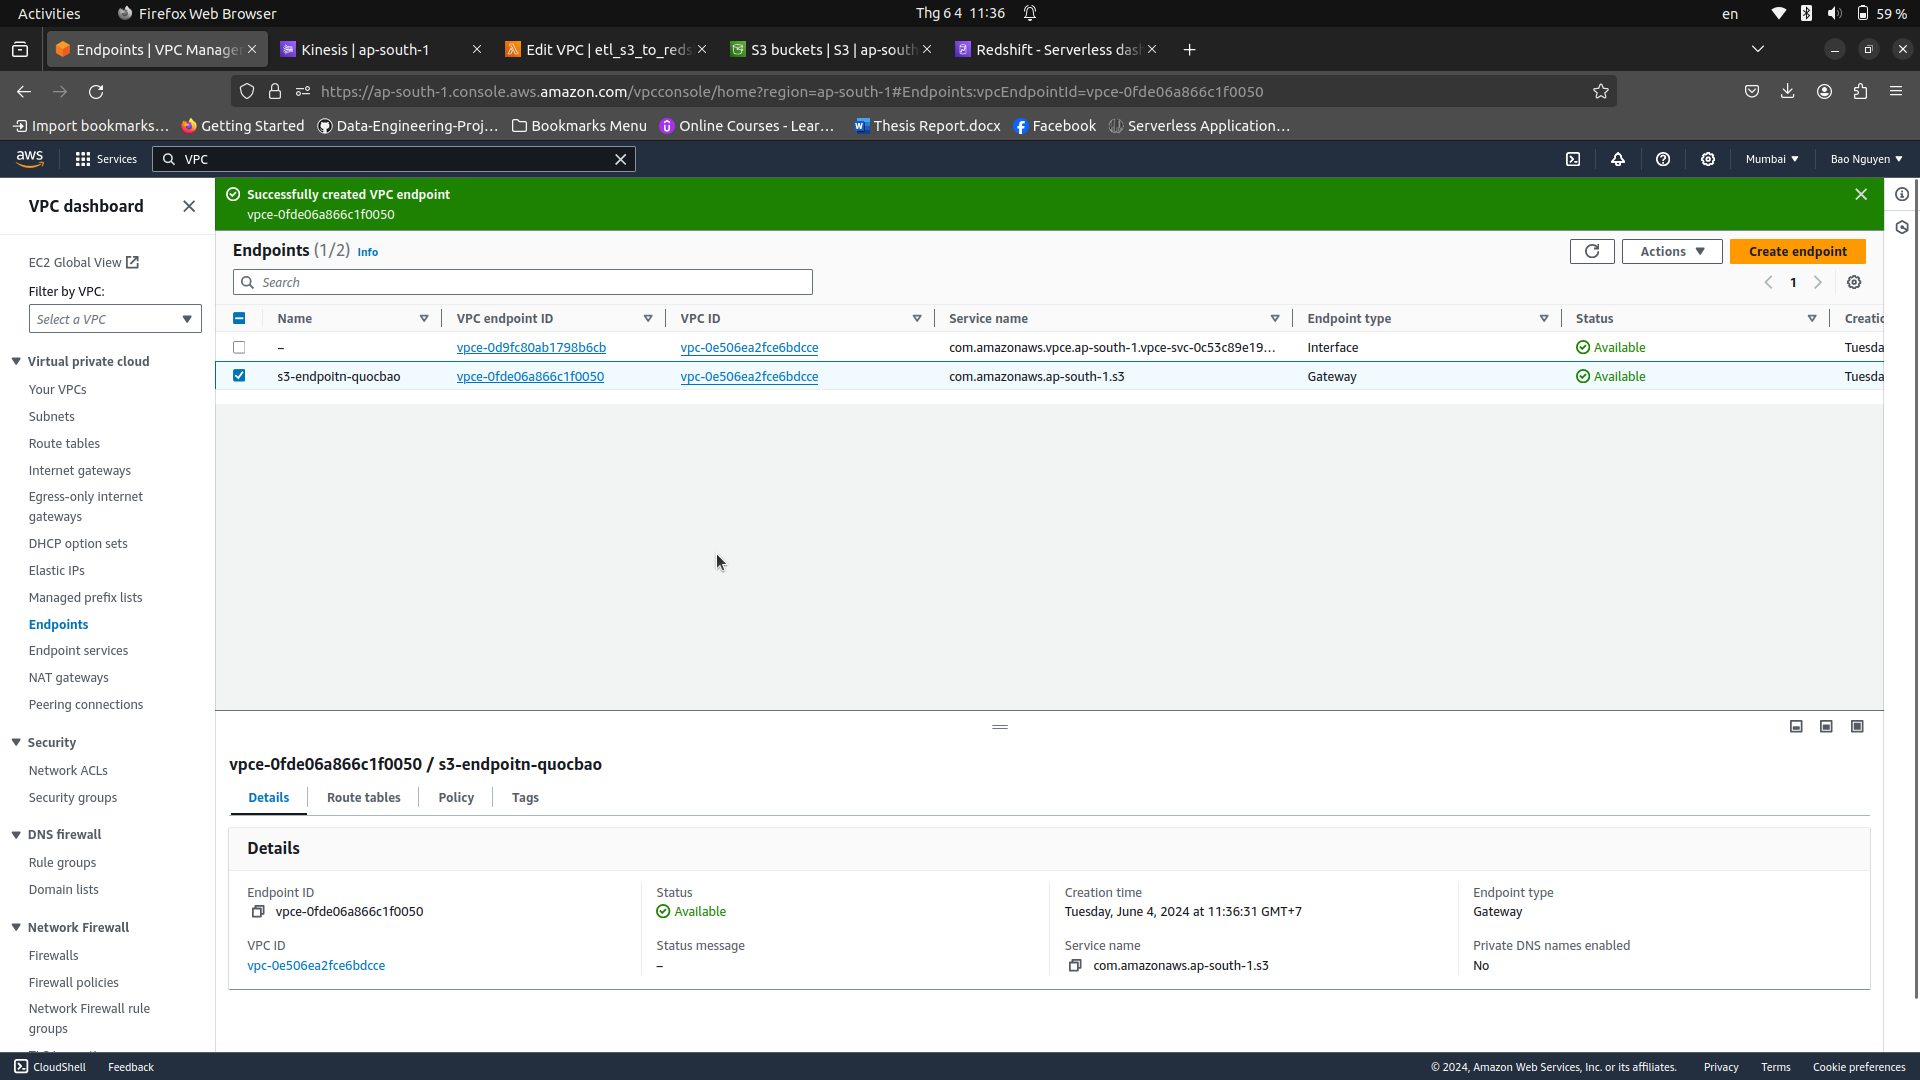 Activities
Firefox Web Browser
Thg 6 4 11:36
en
59 %
Endpoints | VPC Manage
Kinesis | ap-south-1
Edit VPC | etl_s3_to_reds
S3 buckets | S3 | ap-south
Redshift - Serverless das
https://ap-south-1.console.aws.amazon.com/vpcconsole/home?region=ap-south-1#Endpoints:vpcEndpointId=vpce-0fde06a866c1f0050
Import bookmarks…
Getting Started
Data-Engineering-Proj…
Bookmarks Menu
Online Courses - Lear…
Thesis Report.docx
Facebook
Serverless Application…
aws
Services
VPC
Mumbai
Bao Nguyen
VPC dashboard
EC2 Global View
Filter by VPC:
Select a VPC
Virtual private cloud
Your VPCs
Subnets
Route tables
Internet gateways
Egress-only internet
gateways
DHCP option sets
Elastic IPs
Managed prefix lists
Endpoints
Endpoint services
NAT gateways
Peering connections
Security
Network ACLs
Security groups
DNS firewall
Rule groups
Domain lists
Network Firewall
Firewalls
Firewall policies
Network Firewall rule
groups
Successfully created VPC endpoint
vpce-0fde06a866c1f0050
Endpoints (1/2) Info
Actions
Create endpoint
Search
1
Name
VPC endpoint ID
VPC ID
Service name
Endpoint type
Status
Creatic
–
vpce-0d9fc80ab1798b6cb
vpc-0e506ea2fce6bdcce
com.amazonaws.vpce.ap-south-1.vpce-svc-0c53c89e19...
Interface
Available
Tuesda
s3-endpoitn-quocbao
vpce-0fde06a866c1f0050
vpc-0e506ea2fce6bdcce
com.amazonaws.ap-south-1.s3
Gateway
Available
Tuesda
vpce-0fde06a866c1f0050 / s3-endpoitn-quocbao
Details
Route tables
Policy
Tags
Details
Endpoint ID
vpce-0fde06a866c1f0050
Status
Available
Creation time
Tuesday, June 4, 2024 at 11:36:31 GMT+7
Endpoint type
Gateway
VPC ID
vpc-0e506ea2fce6bdcce
Status message
–
Service name
com.amazonaws.ap-south-1.s3
Private DNS names enabled
No
CloudShell
Feedback
© 2024, Amazon Web Services, Inc. or its affiliates.
Privacy
Terms
Cookie preferences